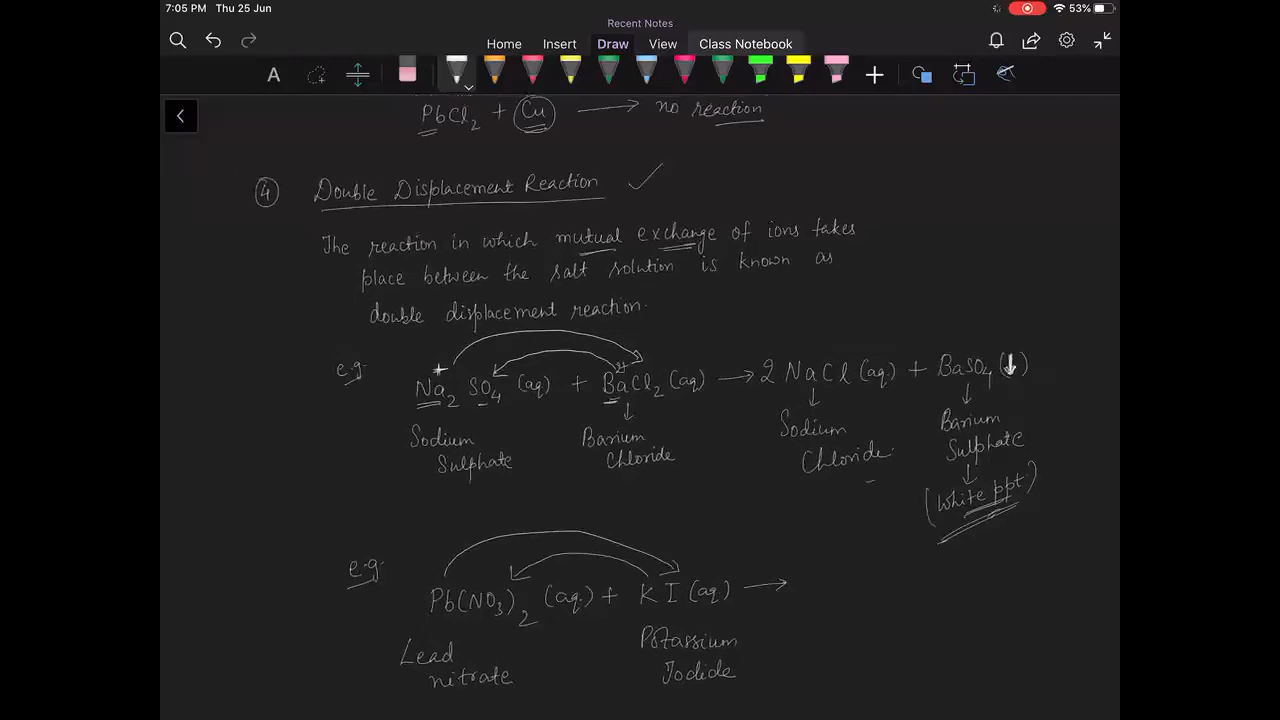 7:05 PM Thu 25 Jun
53%
Recent Notes
Home Insert Draw View Class Notebook
A
PbCl2 + Cu → no reaction
④ Double Displacement Reaction ✓
The reaction in which mutual exchange of ions takes
place between the salt solution is known as
double displacement reaction.
e.g. Na2 SO4 (aq) + BaCl2 (aq) → 2 NaCl (aq) + BaSO4 (↓)
+ 2+
↓ ↓ ↓
Sodium Sulphate
Barium Chloride
Sodium Chloride.
Barium Sulphate
↓
(White ppt.)
e.g.
Pb(NO3)2 (aq.) + KI (aq.) →
Lead nitrate
Potassium Iodide